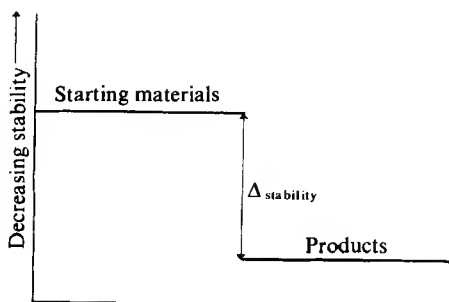 Decreasing stability
Starting materials
Δ stability
Products